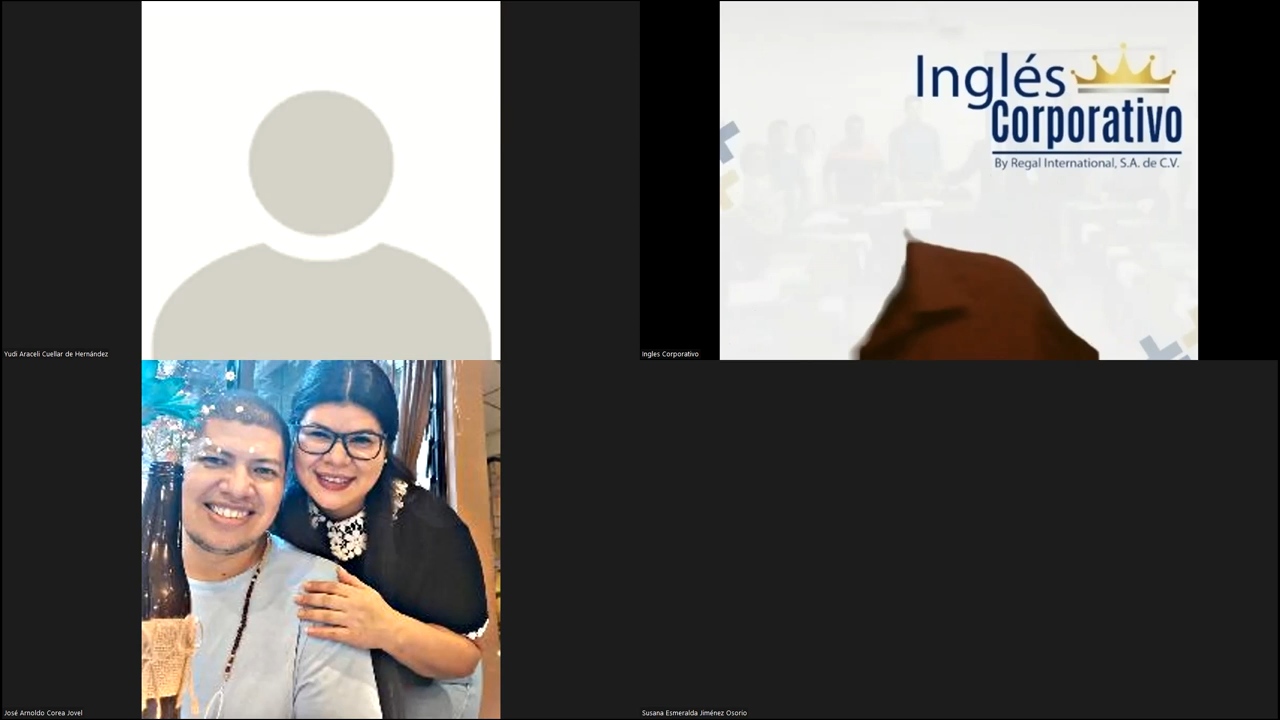 Inglés
Corporativo
By Regal International, S.A. de C.V.
Yudi Araceli Cuellar de Hernández
Ingles Corporativo
José Arnoldo Corea Jovel
Susana Esmeralda Jiménez Osorio